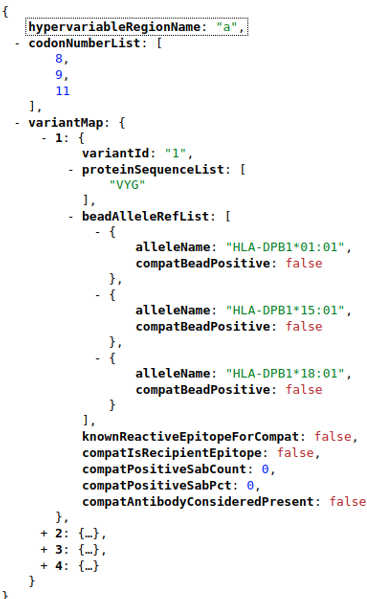 {
hypervariableRegionName: "a",
- codonNumberList: [
8,
9,
11
],
- variantMap: {
- 1: {
variantId: "1",
- proteinSequenceList: [
"VYG"
],
- beadAlleleRefList: [
- {
alleleName: "HLA-DPB1*01:01",
compatBeadPositive: false
},
- {
alleleName: "HLA-DPB1*15:01",
compatBeadPositive: false
},
- {
alleleName: "HLA-DPB1*18:01",
compatBeadPositive: false
}
],
knownReactiveEpitopeForCompat: false,
compatIsRecipientEpitope: false,
compatPositiveSabCount: 0,
compatPositiveSabPct: 0,
compatAntibodyConsideredPresent: false
},
+ 2: {…},
+ 3: {…},
+ 4: {…}
}
}